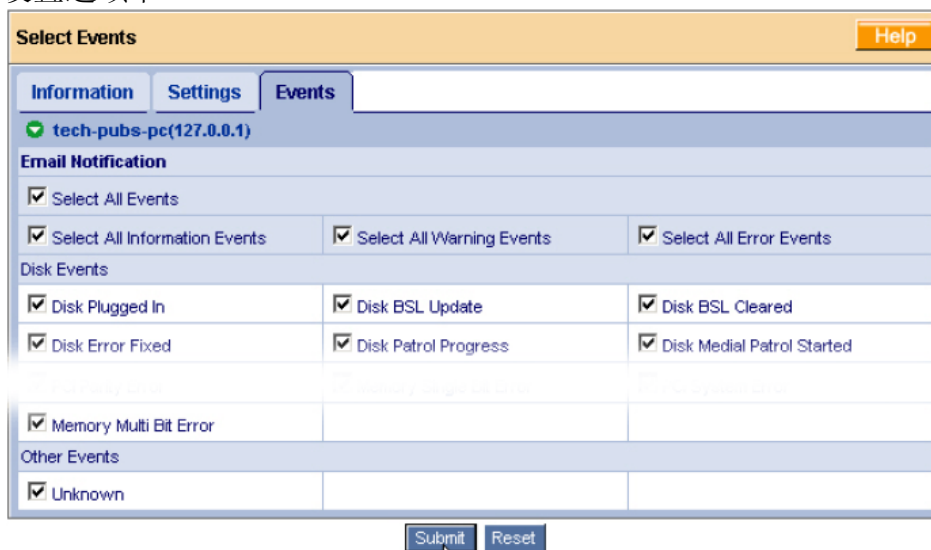 Select Events
Help
Information Settings Events
tech-pubs-pc(127.0.0.1)
Email Notification
Select All Events
Select All Information Events Select All Warning Events Select All Error Events
Disk Events
Disk Plugged In Disk BSL Update Disk BSL Cleared
Disk Error Fixed Disk Patrol Progress Disk Medial Patrol Started
Memory Multi Bit Error
Other Events
Unknown
Submit Reset